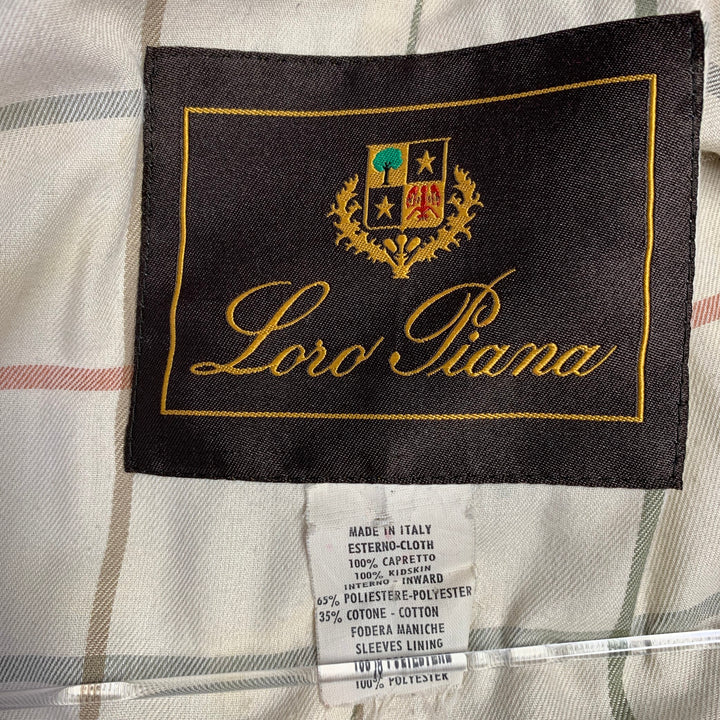 Loro Piana
MADE IN ITALY
ESTERNO-CLOTH
100% CAPRETTO
100% KIDSKIN
INTERNO - INWARD
65% POLIESTERE-POLYESTER
35% COTONE - COTTON
FODERA MANICHE
SLEEVES LINING
100%
100% POLYESTER